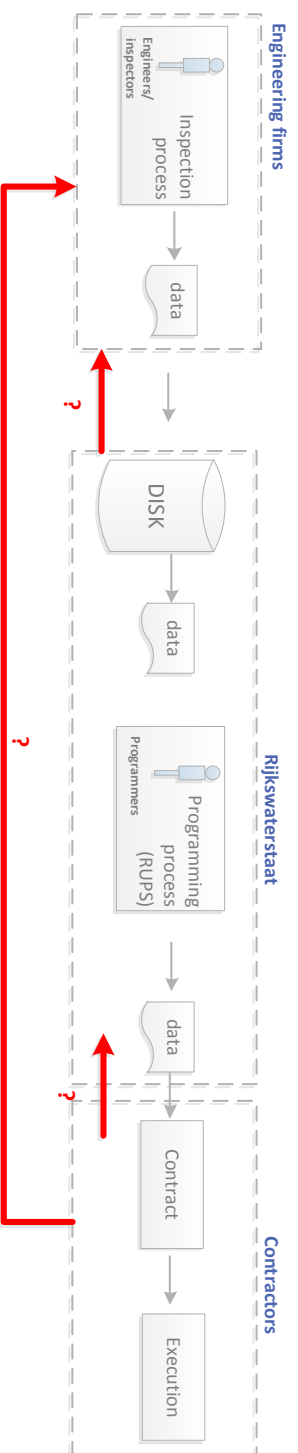 Engineering firms
Engineers/
inspectors
Inspection
process
data
?
Rijkswaterstaat
DISK
data
Programmers
Programming
process
(RUPS)
data
?
?
Contractors
Contract
Execution